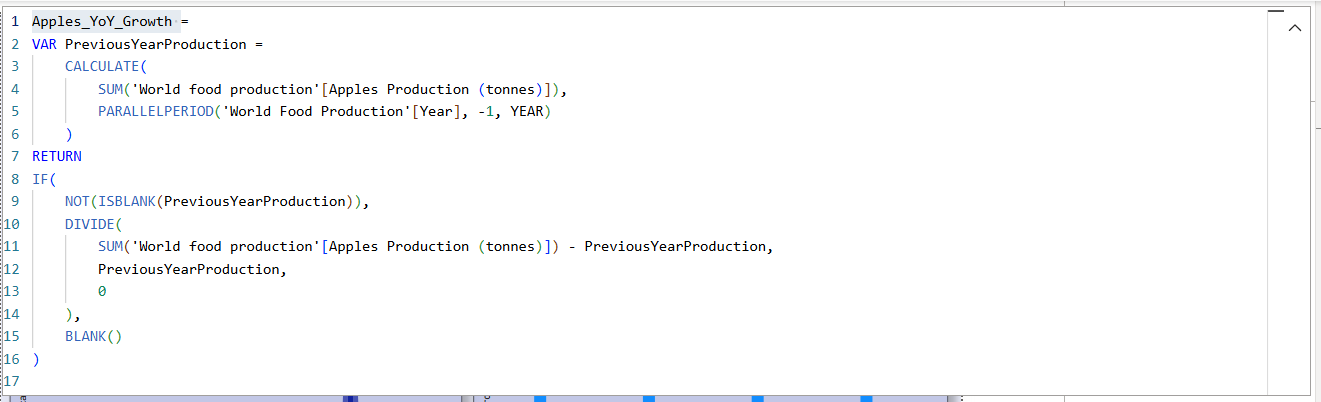 1 Apples_YoY_Growth =
2 VAR PreviousYearProduction =
3 CALCULATE(
4 SUM('World food production'[Apples Production (tonnes)]),
5 PARALLELPERIOD('World Food Production'[Year], -1, YEAR)
6 )
7 RETURN
8 IF(
9 NOT(ISBLANK(PreviousYearProduction)),
10 DIVIDE(
11 SUM('World food production'[Apples Production (tonnes)]) - PreviousYearProduction,
12 PreviousYearProduction,
13 0
14 ),
15 BLANK()
16 )
17